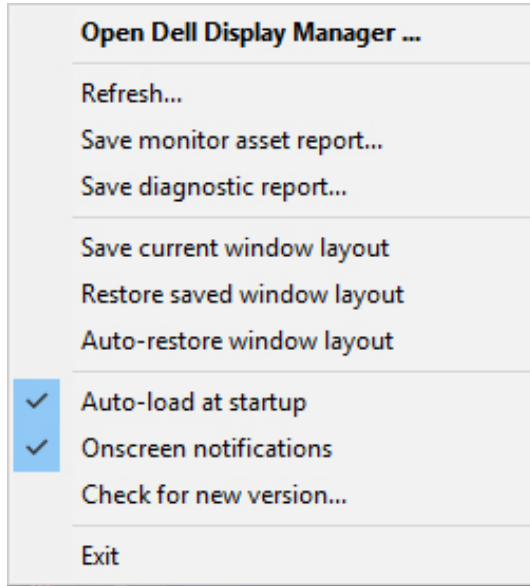 Open Dell Display Manager ...
Refresh...
Save monitor asset report...
Save diagnostic report...
Save current window layout
Restore saved window layout
Auto-restore window layout
Auto-load at startup
Onscreen notifications
Check for new version...
Exit